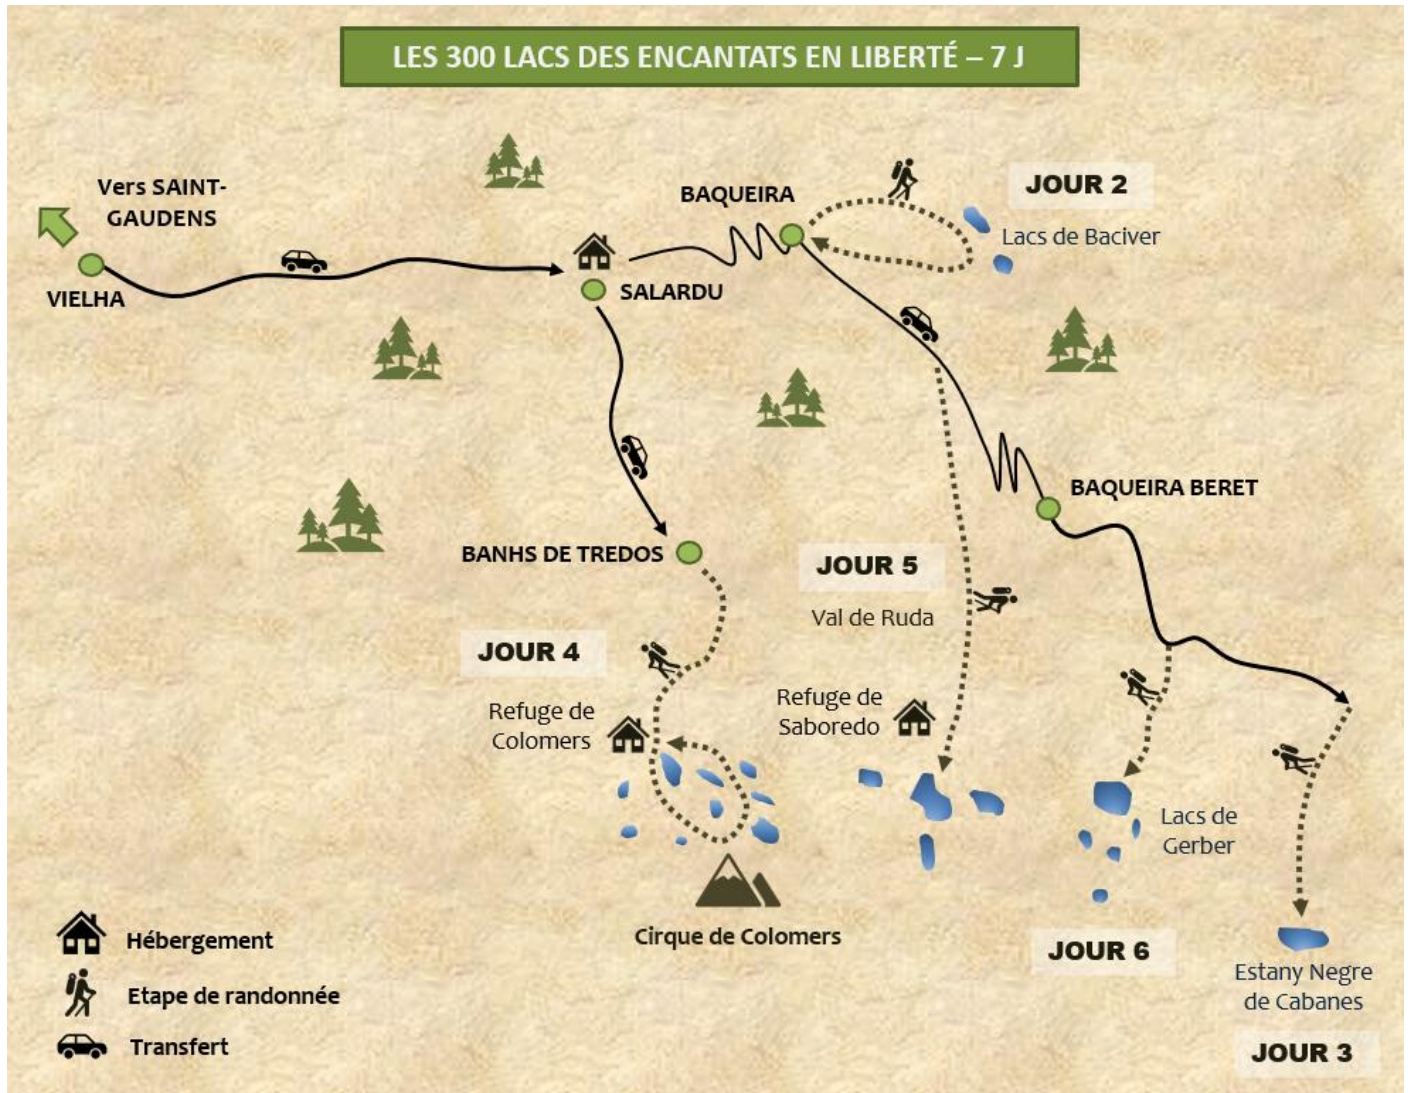 LES 300 LACS DES ENCANTATS EN LIBERTÉ – 7 J
Vers SAINT-
GAUDENS
VIELHA
SALARDU
BAQUEIRA
JOUR 2
Lacs de Baciver
BAQUEIRA BERET
BANHS DE TREDOS
JOUR 5
Val de Ruda
JOUR 4
Refuge de
Colomers
Refuge de
Saboredo
Lacs de
Gerber
Cirque de Colomers
JOUR 6
Estany Negre
de Cabanes
JOUR 3
Hébergement
Etape de randonnée
Transfert